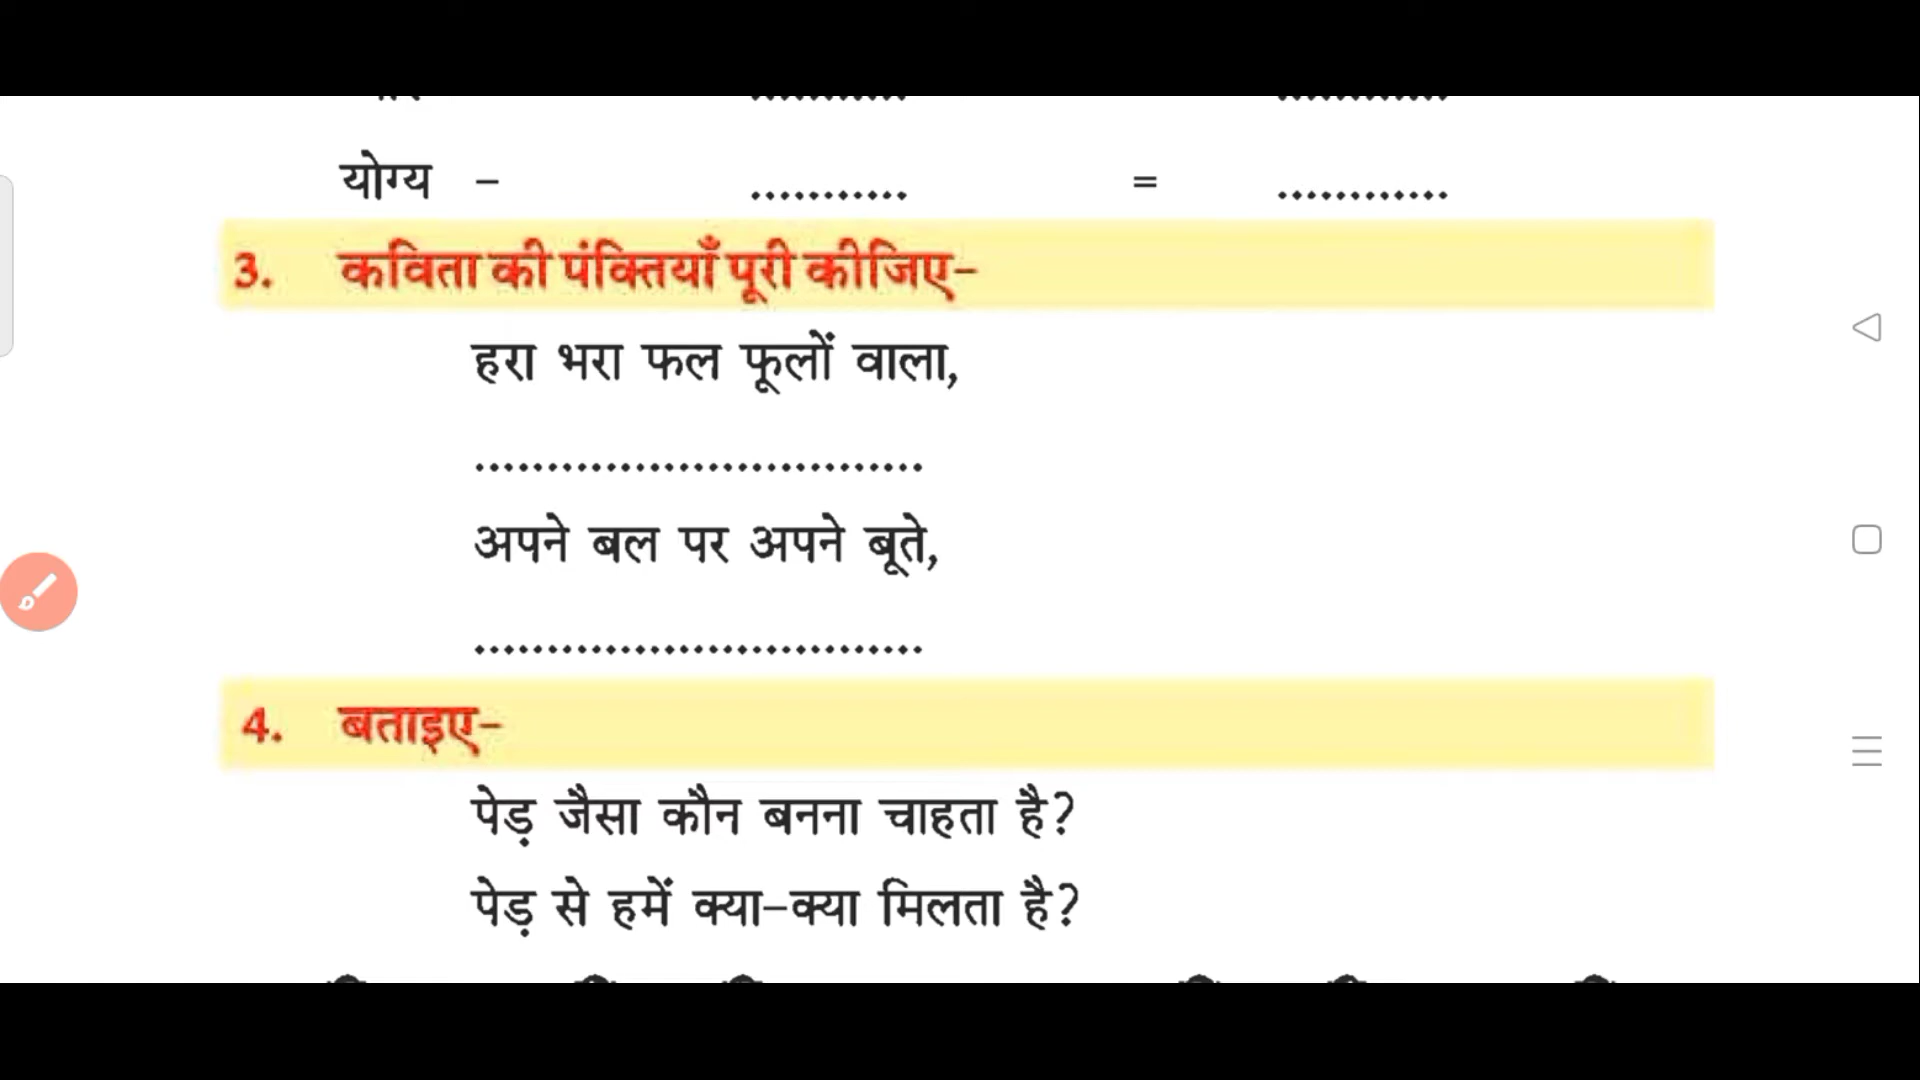 योग्य - ........... = ............
3. कविता की पंक्तियाँ पूरी कीजिए-
हरा भरा फल फूलों वाला,
...............................
अपने बल पर अपने बूते,
...............................
4. बताइए-
पेड़ जैसा कौन बनना चाहता है?
पेड़ से हमें क्या-क्या मिलता है?